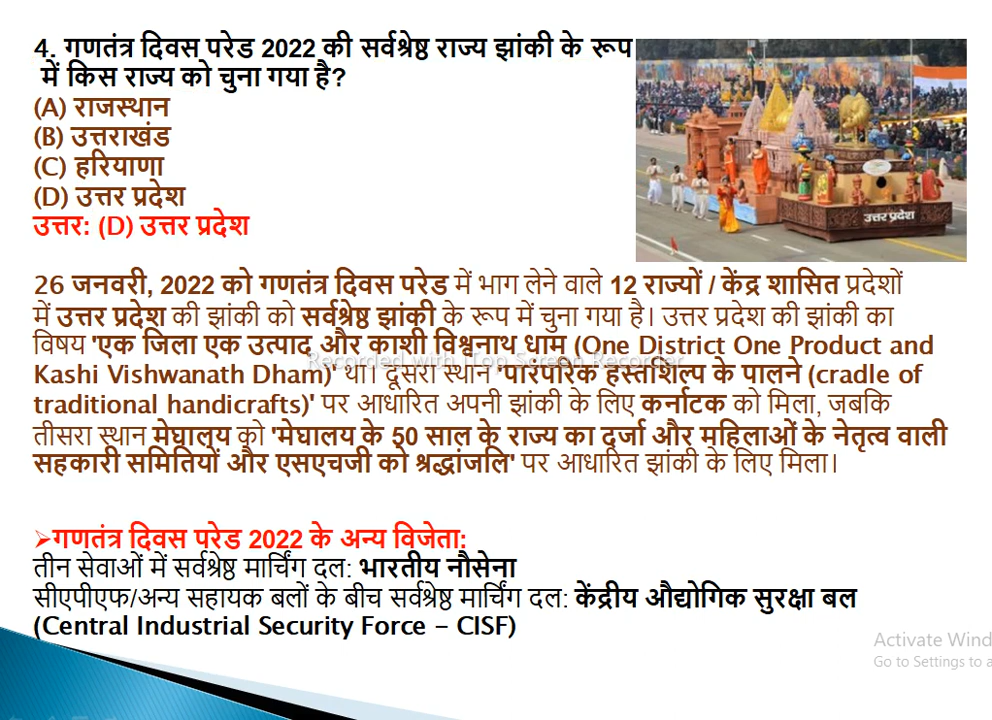 4. गणतंत्र दिवस परेड 2022 की सर्वश्रेष्ठ राज्य झांकी के रूप
में किस राज्य को चुना गया है?
(A) राजस्थान
(B) उत्तराखंड
(C) हरियाणा
(D) उत्तर प्रदेश
उत्तर: (D) उत्तर प्रदेश
उत्तर प्रदेश
26 जनवरी, 2022 को गणतंत्र दिवस परेड में भाग लेने वाले 12 राज्यों / केंद्र शासित प्रदेशों
में उत्तर प्रदेश की झांकी को सर्वश्रेष्ठ झांकी के रूप में चुना गया है। उत्तर प्रदेश की झांकी का
विषय 'एक जिला एक उत्पाद और काशी विश्वनाथ धाम (One District One Product and
Recorded with iTop Screen Recorder
Kashi Vishwanath Dham)' था। दूसरा स्थान 'पारंपरिक हस्तशिल्प के पालने (cradle of
traditional handicrafts)' पर आधारित अपनी झांकी के लिए कर्नाटक को मिला, जबकि
तीसरा स्थान मेघालय को 'मेघालय के 50 साल के राज्य का दर्जा और महिलाओं के नेतृत्व वाली
सहकारी समितियों और एसएचजी को श्रद्धांजलि' पर आधारित झांकी के लिए मिला।
➢गणतंत्र दिवस परेड 2022 के अन्य विजेता:
तीन सेवाओं में सर्वश्रेष्ठ मार्चिंग दल: भारतीय नौसेना
सीएपीएफ/अन्य सहायक बलों के बीच सर्वश्रेष्ठ मार्चिंग दल: केंद्रीय औद्योगिक सुरक्षा बल
(Central Industrial Security Force – CISF)
Activate Wind
Go to Settings to a